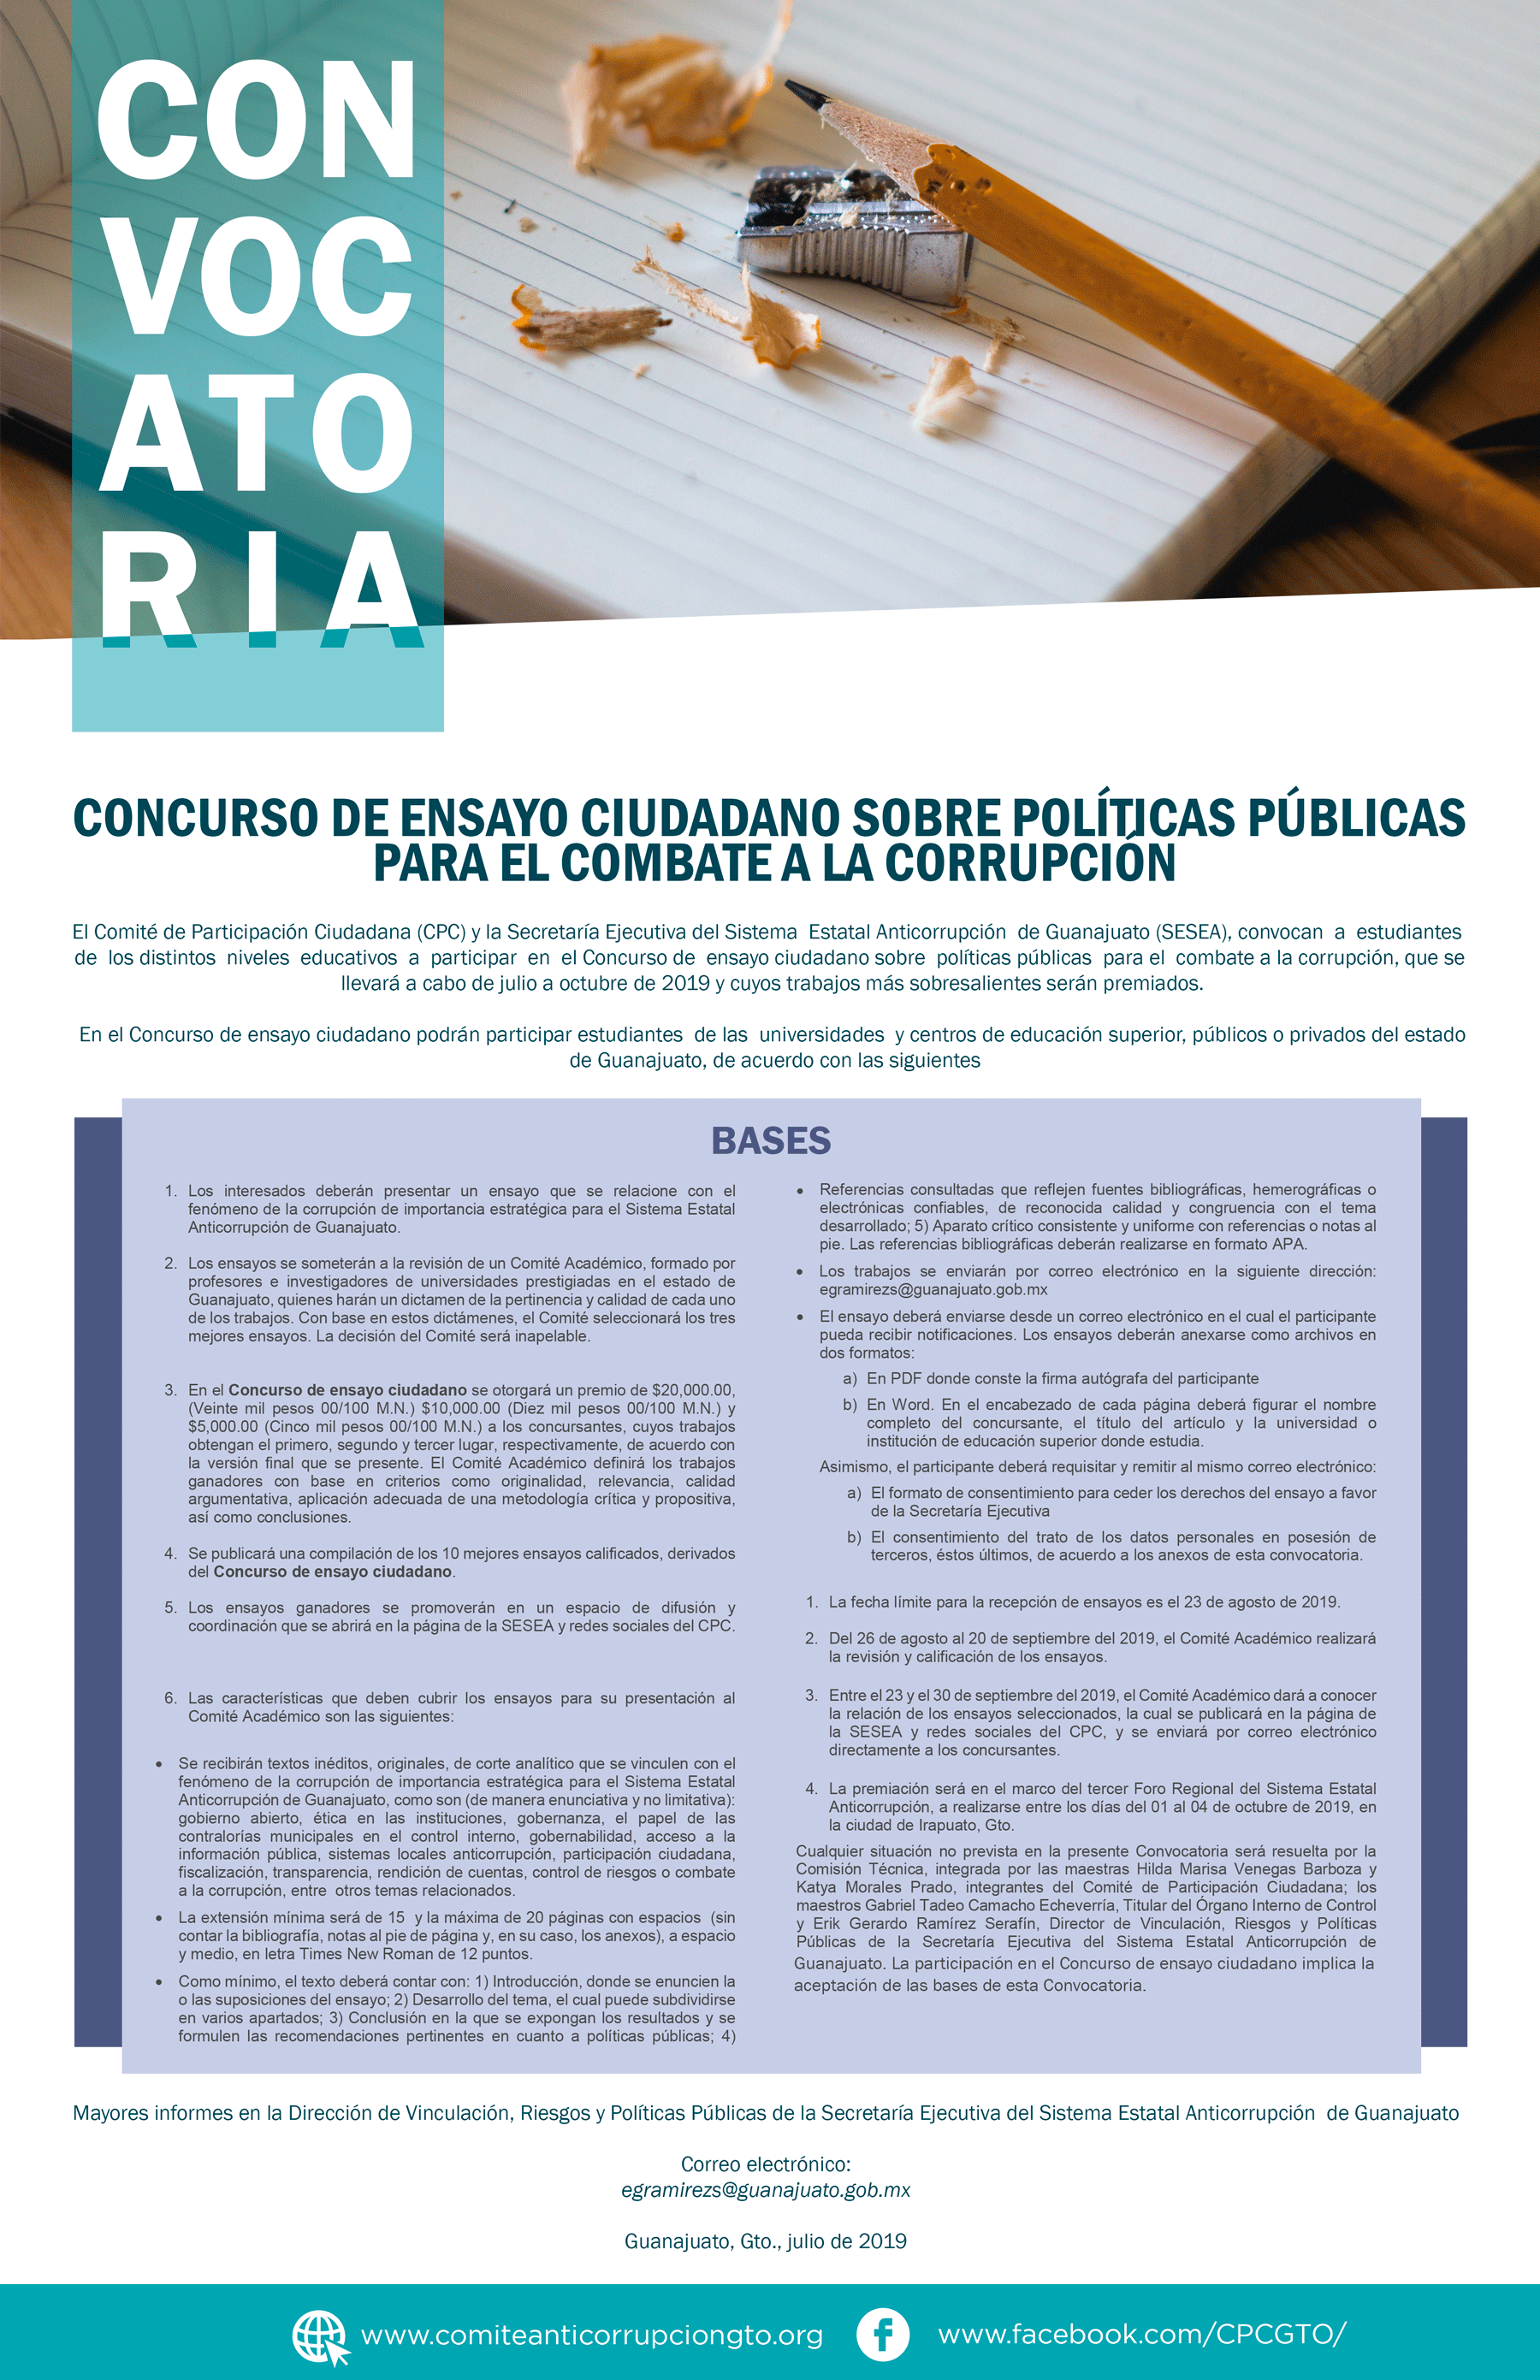 CON
VOC
ATO
RIA
CONCURSO DE ENSAYO CIUDADANO SOBRE POLÍTICAS PÚBLICAS
PARA EL COMBATE A LA CORRUPCIÓN
El Comité de Participación Ciudadana (CPC) y la Secretaría Ejecutiva del Sistema Estatal Anticorrupción de Guanajuato (SESEA), convocan a estudiantes
de los distintos niveles educativos a participar en el Concurso de ensayo ciudadano sobre políticas públicas para el combate a la corrupción, que se
llevará a cabo de julio a octubre de 2019 y cuyos trabajos más sobresalientes serán premiados.
En el Concurso de ensayo ciudadano podrán participar estudiantes de las universidades y centros de educación superior, públicos o privados del estado
de Guanajuato, de acuerdo con las siguientes
BASES
1. Los interesados deberán presentar un ensayo que se relacione con el
fenómeno de la corrupción de importancia estratégica para el Sistema Estatal
Anticorrupción de Guanajuato.
2. Los ensayos se someterán a la revisión de un Comité Académico, formado por
profesores e investigadores de universidades prestigiadas en el estado de
Guanajuato, quienes harán un dictamen de la pertinencia y calidad de cada uno
de los trabajos. Con base en estos dictámenes, el Comité seleccionará los tres
mejores ensayos. La decisión del Comité será inapelable.
3. En el Concurso de ensayo ciudadano se otorgará un premio de $20,000.00,
(Veinte mil pesos 00/100 M.N.) $10,000.00 (Diez mil pesos 00/100 M.N.) y
$5,000.00 (Cinco mil pesos 00/100 M.N.) a los concursantes, cuyos trabajos
obtengan el primero, segundo y tercer lugar, respectivamente, de acuerdo con
la versión final que se presente. El Comité Académico definirá los trabajos
ganadores con base en criterios como originalidad, relevancia, calidad
argumentativa, aplicación adecuada de una metodología crítica y propositiva,
así como conclusiones.
4. Se publicará una compilación de los 10 mejores ensayos calificados, derivados
del Concurso de ensayo ciudadano.
5. Los ensayos ganadores se promoverán en un espacio de difusión y
coordinación que se abrirá en la página de la SESEA y redes sociales del CPC.
6. Las características que deben cubrir los ensayos para su presentación al
Comité Académico son las siguientes:
• Se recibirán textos inéditos, originales, de corte analítico que se vinculen con el
fenómeno de la corrupción de importancia estratégica para el Sistema Estatal
Anticorrupción de Guanajuato, como son (de manera enunciativa y no limitativa):
gobierno abierto, ética en las instituciones, gobernanza, el papel de las
contralorías municipales en el control interno, gobernabilidad, acceso a la
información pública, sistemas locales anticorrupción, participación ciudadana,
fiscalización, transparencia, rendición de cuentas, control de riesgos o combate
a la corrupción, entre otros temas relacionados.
• La extensión mínima será de 15 y la máxima de 20 páginas con espacios (sin
contar la bibliografía, notas al pie de página y, en su caso, los anexos), a espacio
y medio, en letra Times New Roman de 12 puntos.
• Como mínimo, el texto deberá contar con: 1) Introducción, donde se enuncien la
o las suposiciones del ensayo; 2) Desarrollo del tema, el cual puede subdividirse
en varios apartados; 3) Conclusión en la que se expongan los resultados y se
formulen las recomendaciones pertinentes en cuanto a políticas públicas; 4)
• Referencias consultadas que reflejen fuentes bibliográficas, hemerográficas o
electrónicas confiables, de reconocida calidad y congruencia con el tema
desarrollado; 5) Aparato crítico consistente y uniforme con referencias o notas al
pie. Las referencias bibliográficas deberán realizarse en formato APA.
• Los trabajos se enviarán por correo electrónico en la siguiente dirección:
egramirezs@guanajuato.gob.mx
• El ensayo deberá enviarse desde un correo electrónico en el cual el participante
pueda recibir notificaciones. Los ensayos deberán anexarse como archivos en
dos formatos:
a) En PDF donde conste la firma autógrafa del participante
b) En Word. En el encabezado de cada página deberá figurar el nombre
completo del concursante, el título del artículo y la universidad o
institución de educación superior donde estudia.
Asimismo, el participante deberá requisitar y remitir al mismo correo electrónico:
a) El formato de consentimiento para ceder los derechos del ensayo a favor
de la Secretaría Ejecutiva
b) El consentimiento del trato de los datos personales en posesión de
terceros, éstos últimos, de acuerdo a los anexos de esta convocatoria.
1. La fecha límite para la recepción de ensayos es el 23 de agosto de 2019.
2. Del 26 de agosto al 20 de septiembre del 2019, el Comité Académico realizará
la revisión y calificación de los ensayos.
3. Entre el 23 y el 30 de septiembre del 2019, el Comité Académico dará a conocer
la relación de los ensayos seleccionados, la cual se publicará en la página de
la SESEA y redes sociales del CPC, y se enviará por correo electrónico
directamente a los concursantes.
4. La premiación será en el marco del tercer Foro Regional del Sistema Estatal
Anticorrupción, a realizarse entre los días del 01 al 04 de octubre de 2019, en
la ciudad de Irapuato, Gto.
Cualquier situación no prevista en la presente Convocatoria será resuelta por la
Comisión Técnica, integrada por las maestras Hilda Marisa Venegas Barboza y
Katya Morales Prado, integrantes del Comité de Participación Ciudadana; los
maestros Gabriel Tadeo Camacho Echeverría, Titular del Órgano Interno de Control
y Erik Gerardo Ramírez Serafín, Director de Vinculación, Riesgos y Políticas
Públicas de la Secretaría Ejecutiva del Sistema Estatal Anticorrupción de
Guanajuato. La participación en el Concurso de ensayo ciudadano implica la
aceptación de las bases de esta Convocatoria.
Mayores informes en la Dirección de Vinculación, Riesgos y Políticas Públicas de la Secretaría Ejecutiva del Sistema Estatal Anticorrupción de Guanajuato
Correo electrónico:
egramirezs@guanajuato.gob.mx
Guanajuato, Gto., julio de 2019
www.comiteanticorrupciongto.org
www.facebook.com/CPCGTO/